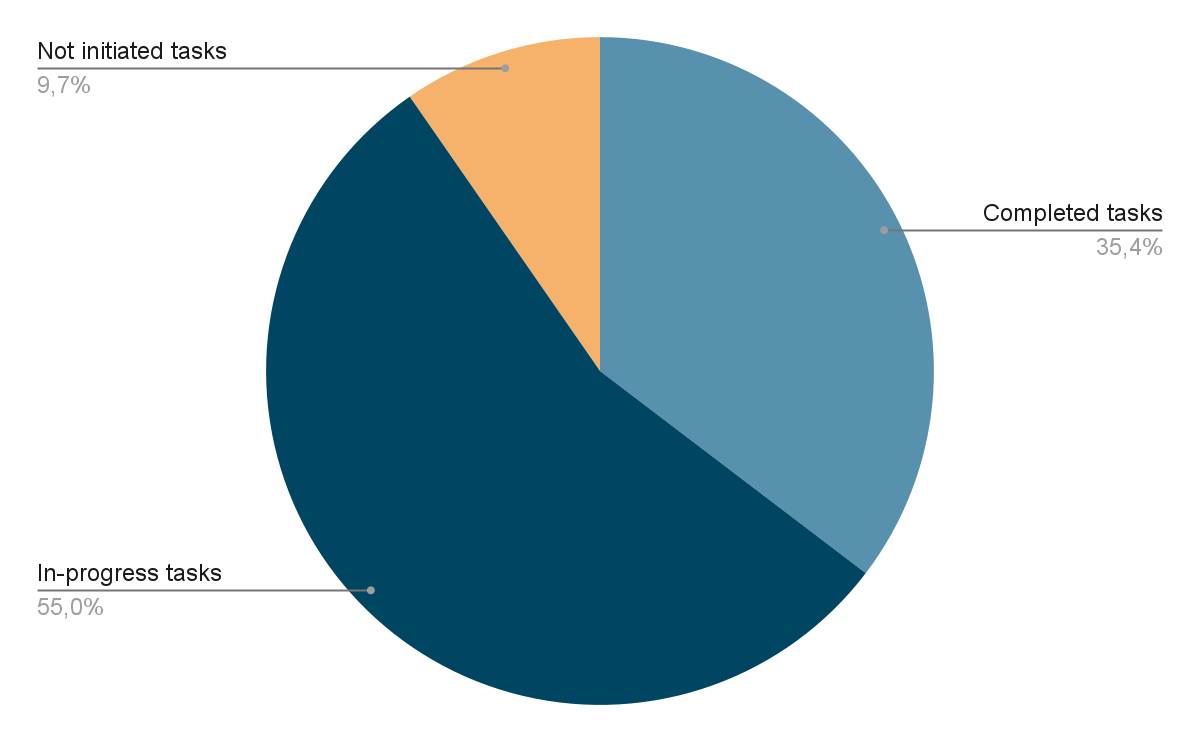 Not initiated tasks
9,7%
Completed tasks
35,4%
In-progress tasks
55,0%